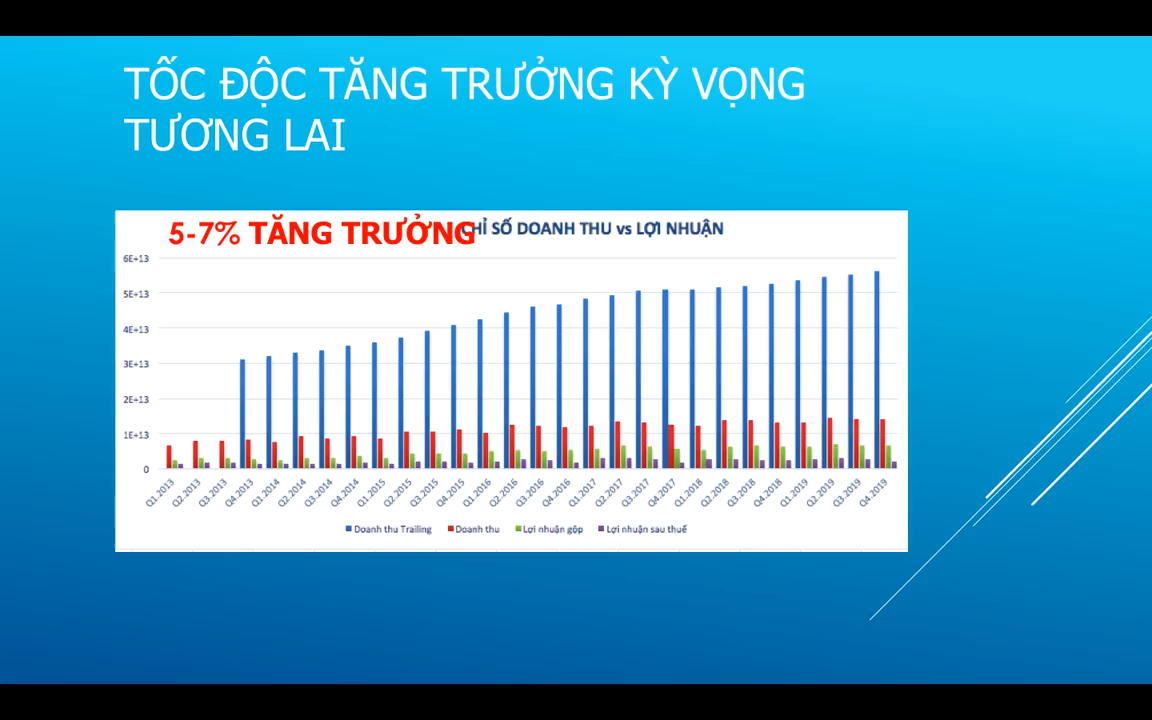 TỐC ĐỘC TĂNG TRƯỞNG KỲ VỌNG
TƯƠNG LAI
5-7% TĂNG TRƯỞNG
CHỈ SỐ DOANH THU vs LỢI NHUẬN
6E+13
5E+13
4E+13
3E+13
2E+13
1E+13
0
Q1.2013
Q2.2013
Q3.2013
Q4.2013
Q1.2014
Q2.2014
Q3.2014
Q4.2014
Q1.2015
Q2.2015
Q3.2015
Q4.2015
Q1.2016
Q2.2016
Q3.2016
Q4.2016
Q1.2017
Q2.2017
Q3.2017
Q4.2017
Q1.2018
Q2.2018
Q3.2018
Q4.2018
Q1.2019
Q2.2019
Q3.2019
Q4.2019
Doanh thu Trailing
Doanh thu
Lợi nhuận gộp
Lợi nhuận sau thuế